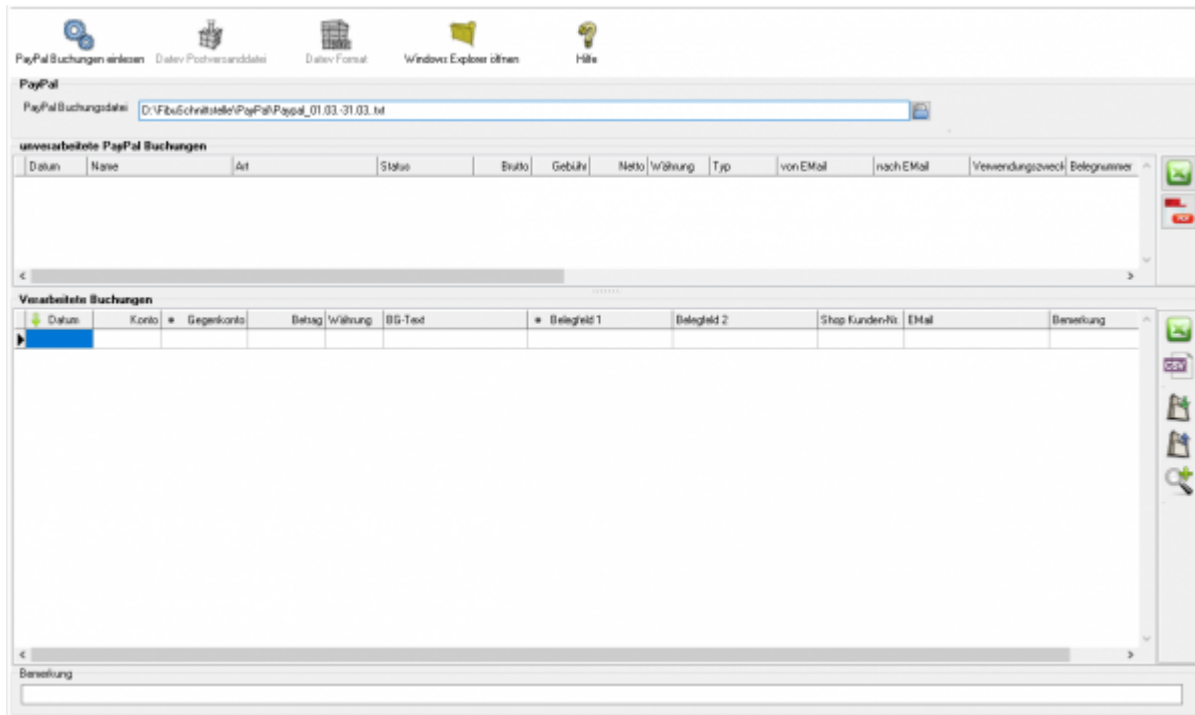 PayPal Buchungen einlesen Datev Postversanddatei Datev Format Windows Explorer öffnen Hilfe
PayPal
PayPal Buchungsdatei D:\FibuSchnittstelle\PayPal\Paypal_01.03.-31.03..txt
unverarbeitete PayPal Buchungen
Datum Name Art Status Brutto Gebühr Netto Währung Typ von EMail nach EMail Verwendungszweck Belegnummer
PDF
Verarbeitete Buchungen
Datum Konto * Gegenkonto Betrag Währung BG-Text * Belegfeld 1 Belegfeld 2 Shop Kunden-Nr. EMail Bemerkung
CSV
Bemerkung